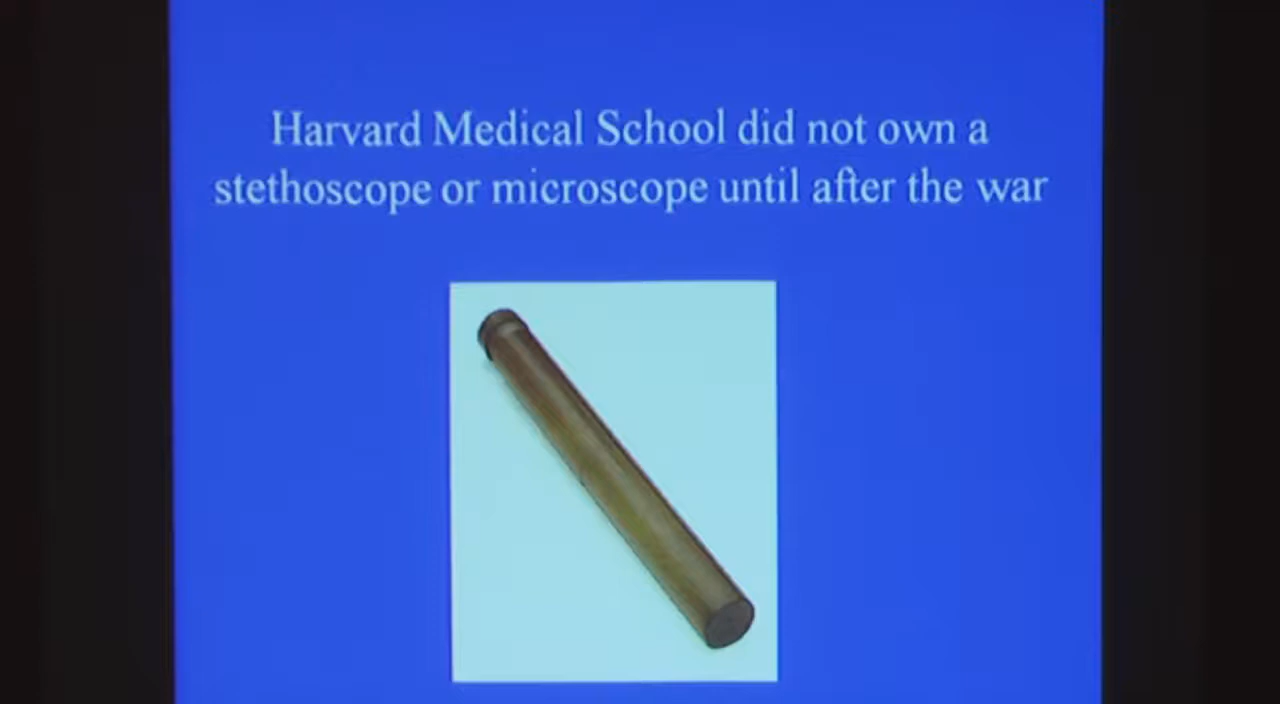 Harvard Medical School did not own a
stethoscope or microscope until after the war